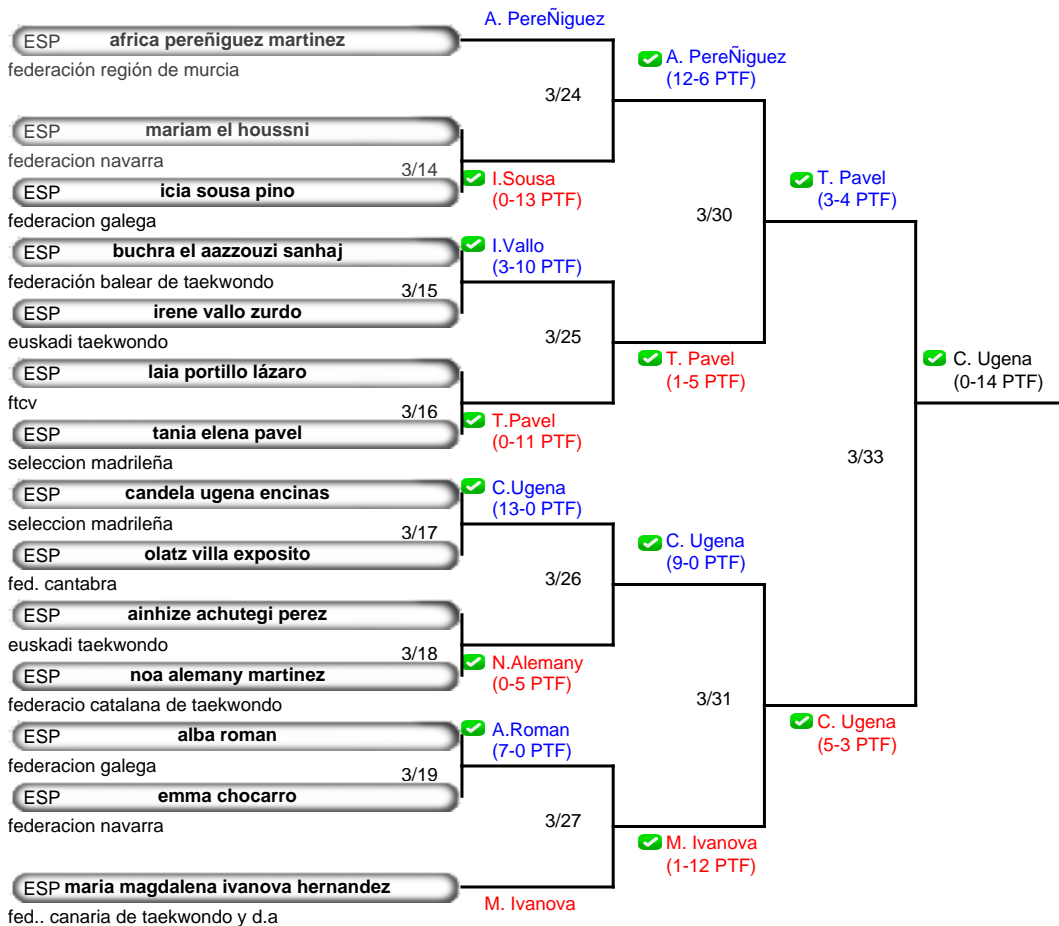 A. PereÑiguez
ESP africa pereñiguez martinez
federación región de murcia
A. PereÑiguez
(12-6 PTF)
3/24
ESP mariam el houssni
federacion navarra
3/14
I.Sousa
(0-13 PTF)
ESP icia sousa pino
federacion galega
T. Pavel
(3-4 PTF)
3/30
ESP buchra el aazzouzi sanhaj
I.Vallo
(3-10 PTF)
federación balear de taekwondo
3/15
ESP irene vallo zurdo
euskadi taekwondo
3/25
T. Pavel
(1-5 PTF)
ESP laia portillo lázaro
ftcv
3/16
T.Pavel
(0-11 PTF)
ESP tania elena pavel
seleccion madrileña
C. Ugena
(0-14 PTF)
3/33
ESP candela ugena encinas
C.Ugena
(13-0 PTF)
seleccion madrileña
3/17
ESP olatz villa exposito
fed. cantabra
C. Ugena
(9-0 PTF)
3/26
ESP ainhize achutegi perez
euskadi taekwondo
3/18
N.Alemany
(0-5 PTF)
ESP noa alemany martinez
federacio catalana de taekwondo
3/31
C. Ugena
(5-3 PTF)
ESP alba roman
A.Roman
(7-0 PTF)
federacion galega
3/19
ESP emma chocarro
federacion navarra
3/27
M. Ivanova
(1-12 PTF)
ESP maria magdalena ivanova hernandez
M. Ivanova
fed.. canaria de taekwondo y d.a